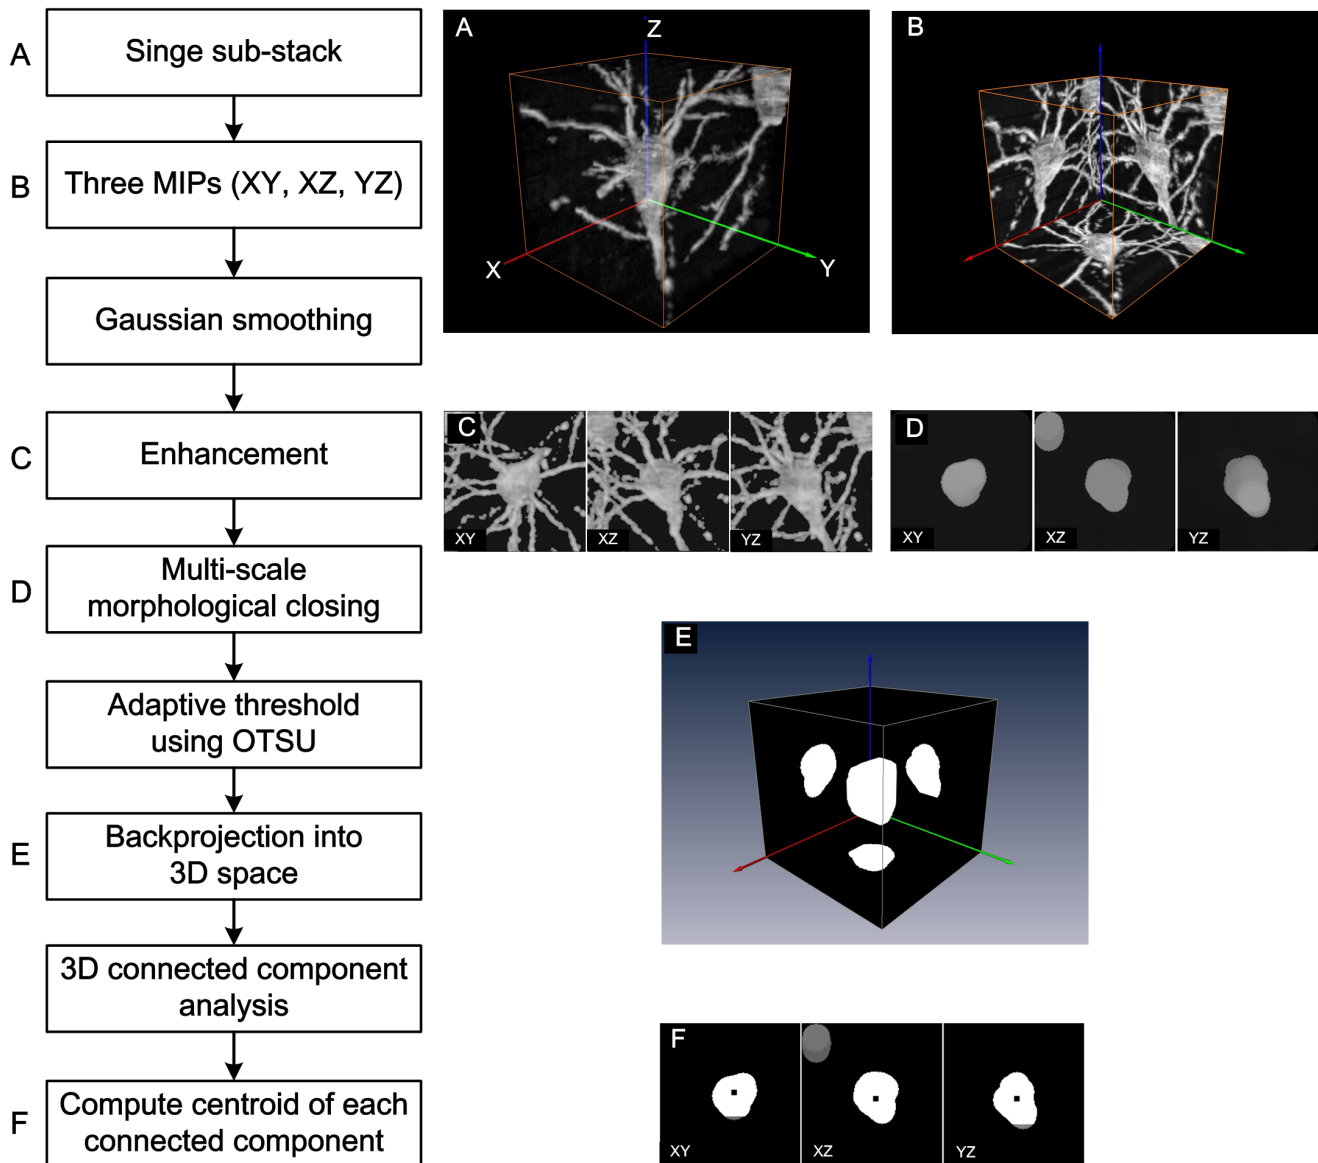 A
Singe sub-stack
B
Three MIPs (XY, XZ, YZ)
Gaussian smoothing
C
Enhancement
D
Multi-scale
morphological closing
Adaptive threshold
using OTSU
E
Backprojection into
3D space
3D connected component
analysis
F
Compute centroid of each
connected component
A
Z
X
Y
B
C
XY
XZ
YZ
D
XY
XZ
YZ
E
F
XY
XZ
YZ